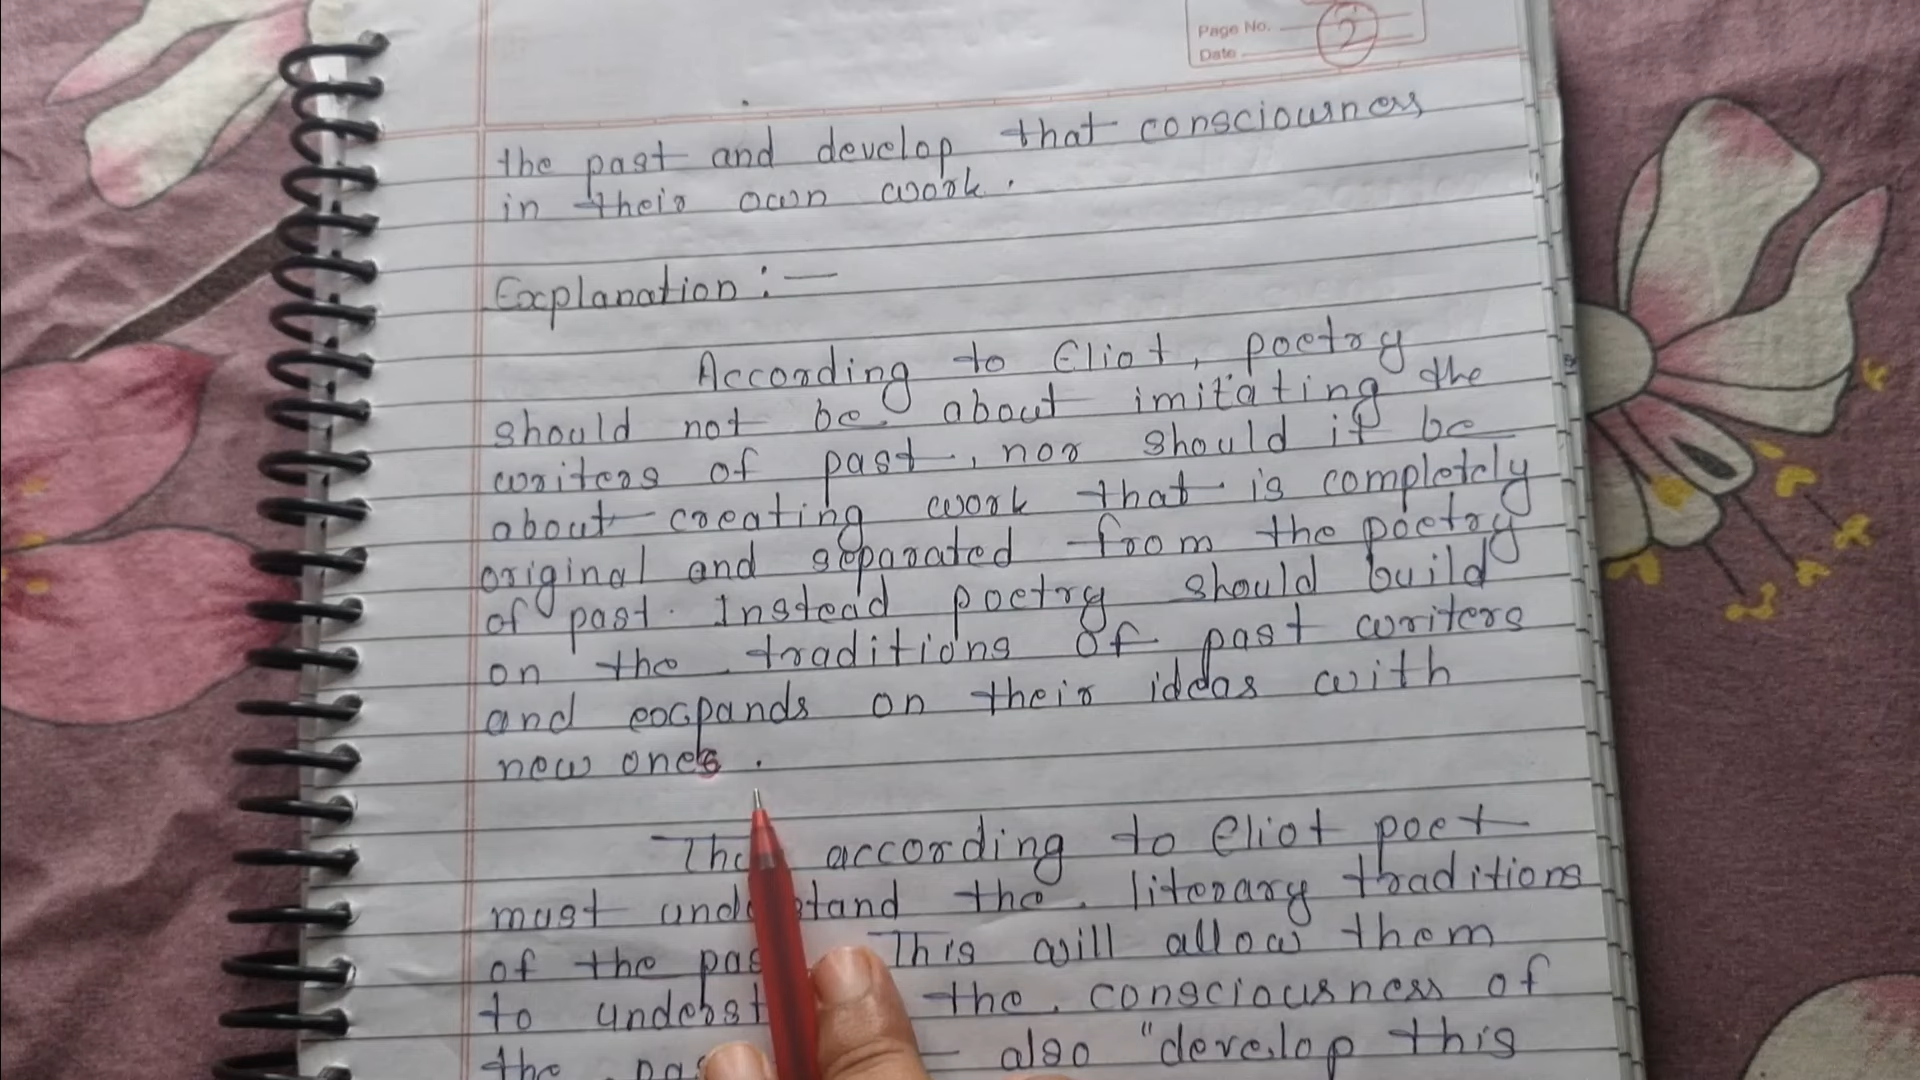 Page No. 2
Date
the past and develop that consciousness
in their own work.
Explanation :—
According to Eliot, poetry
should not be about imitating the
writers of past, nor should it be
about creating work that is completely
original and separated from the poetry
of past. Instead poetry should build
on the traditions of past writers
and expands on their ideas with
new ones.
according to Eliot poet
must understand the literary traditions
of the This will allow them
to the consciousness of
the also "develop this